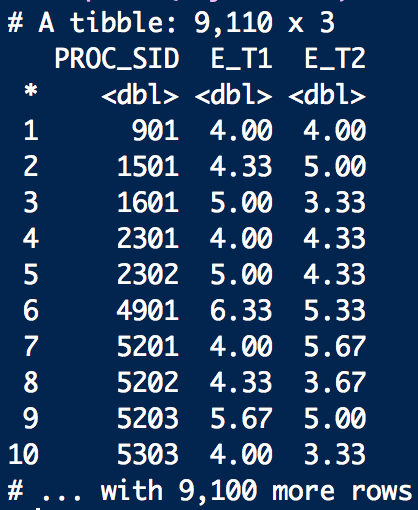 # A tibble: 9,110 x 3
PROC_SID E_T1 E_T2
* <dbl> <dbl> <dbl>
1 901 4.00 4.00
2 1501 4.33 5.00
3 1601 5.00 3.33
4 2301 4.00 4.33
5 2302 5.00 4.33
6 4901 6.33 5.33
7 5201 4.00 5.67
8 5202 4.33 3.67
9 5203 5.67 5.00
10 5303 4.00 3.33
# ... with 9,100 more rows